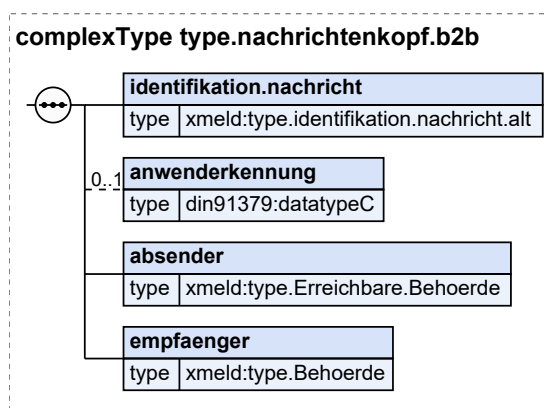 complexType type.nachrichtenkopf.b2b
identifikation.nachricht
type xmeld:type.identifikation.nachricht.alt
0..1
anwenderkennung
type din91379:datatypeC
absender
type xmeld:type.Erreichbare.Behoerde
empfaenger
type xmeld:type.Behoerde